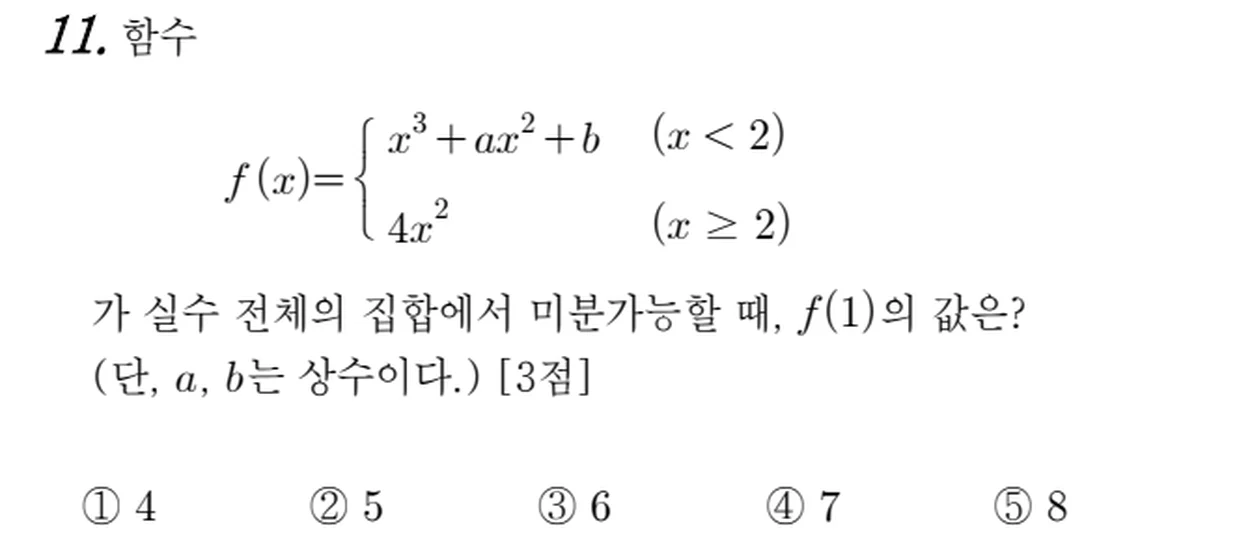 11. 함수
f(x)= { x³+ax²+b (x < 2)
4x² (x ≥ 2)
가 실수 전체의 집합에서 미분가능할 때, f(1)의 값은?
(단, a, b는 상수이다.) [3점]
① 4 ② 5 ③ 6 ④ 7 ⑤ 8